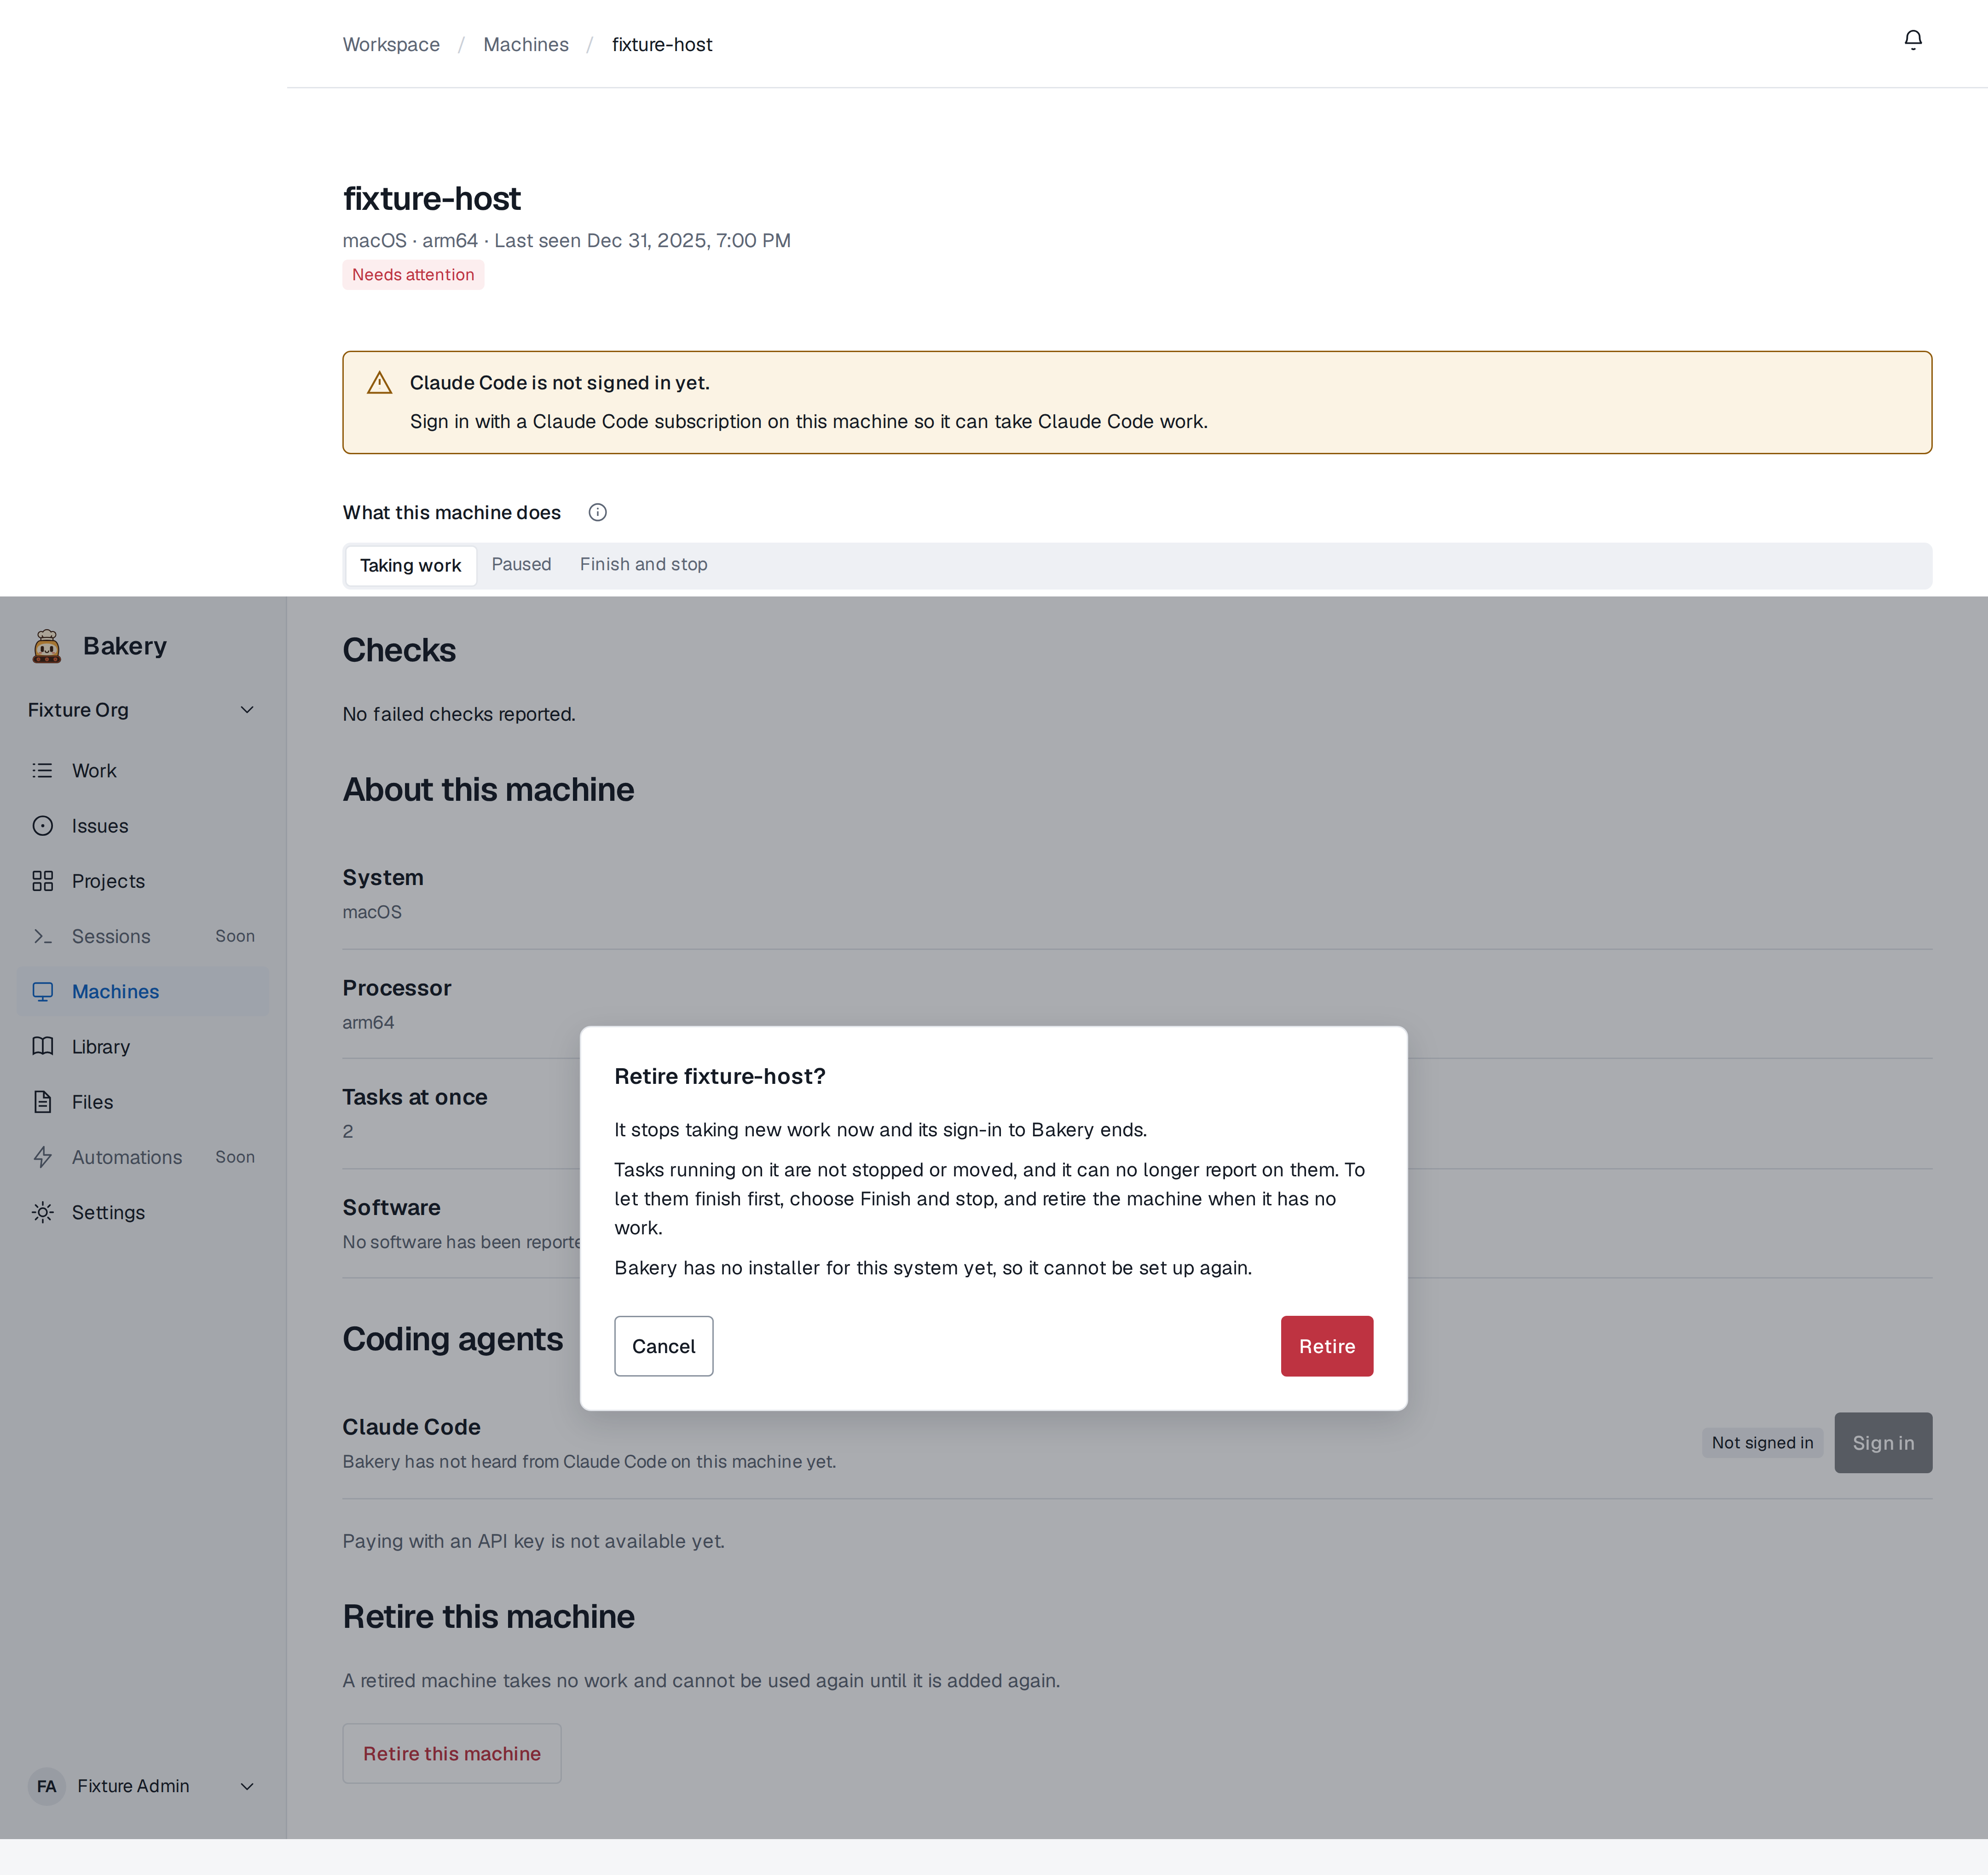 Workspace / Machines / fixture-host
fixture-host
macOS · arm64 · Last seen Dec 31, 2025, 7:00 PM
Needs attention
Claude Code is not signed in yet.
Sign in with a Claude Code subscription on this machine so it can take Claude Code work.
What this machine does
Taking work
Paused
Finish and stop
Bakery
Fixture Org
Work
Issues
Projects
Sessions
Soon
Machines
Library
Files
Automations
Soon
Settings
FA
Fixture Admin
Checks
No failed checks reported.
About this machine
System
macOS
Processor
arm64
Tasks at once
2
Software
No software has been
Retire fixture-host?
It stops taking new work now and its sign-in to Bakery ends.
Tasks running on it are not stopped or moved, and it can no longer report on them. To
let them finish first, choose Finish and stop, and retire the machine when it has no
work.
Bakery has no installer for this system yet, so it cannot be set up again.
Cancel
Retire
Coding agents
Claude Code
Bakery has not heard from Claude Code on this machine yet.
Not signed in
Sign in
Paying with an API key is not available yet.
Retire this machine
A retired machine takes no work and cannot be used again until it is added again.
Retire this machine